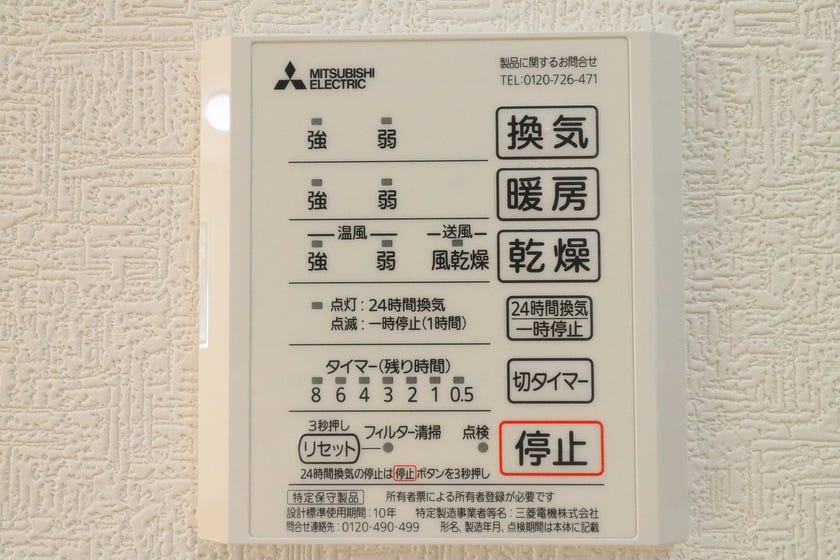 MITSUBISHI
ELECTRIC
製品に関するお問合せ
TEL:0120-726-471
強 弱 換気
強 弱 暖房
温風 送風
強 弱 風乾燥 乾燥
点灯：24時間換気
点滅：一時停止(1時間)
24時間換気
一時停止
タイマー(残り時間)
8 6 4 3 2 1 0.5
切タイマー
3秒押し
リセット フィルター清掃 点検
停止
24時間換気の停止は停止ボタンを3秒押し
特定保守製品 所有者票による所有者登録が必要です
設計標準使用期間：10年 特定製造事業者等名：三菱電機株式会社
問合せ連絡先：0120-490-499 形名、製造年月、点検期間は本体に記載